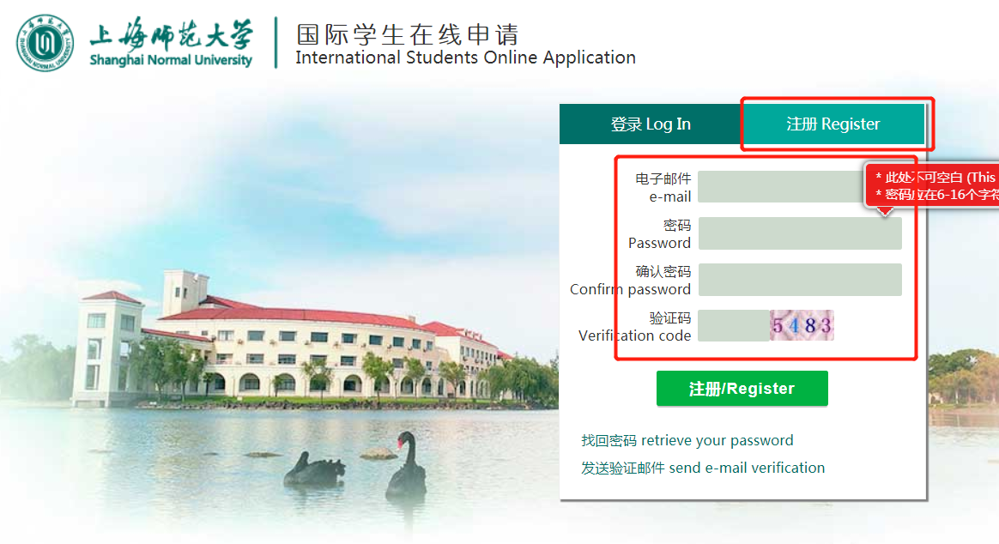 上海师范大学
Shanghai Normal University
国际学生在线申请
International Students Online Application
登录 Log In
注册 Register
* 此处不可空白 (This
* 密码应在6-16个字符
电子邮件
e-mail
密码
Password
确认密码
Confirm password
验证码
Verification code
5483
注册/Register
找回密码 retrieve your password
发送验证邮件 send e-mail verification